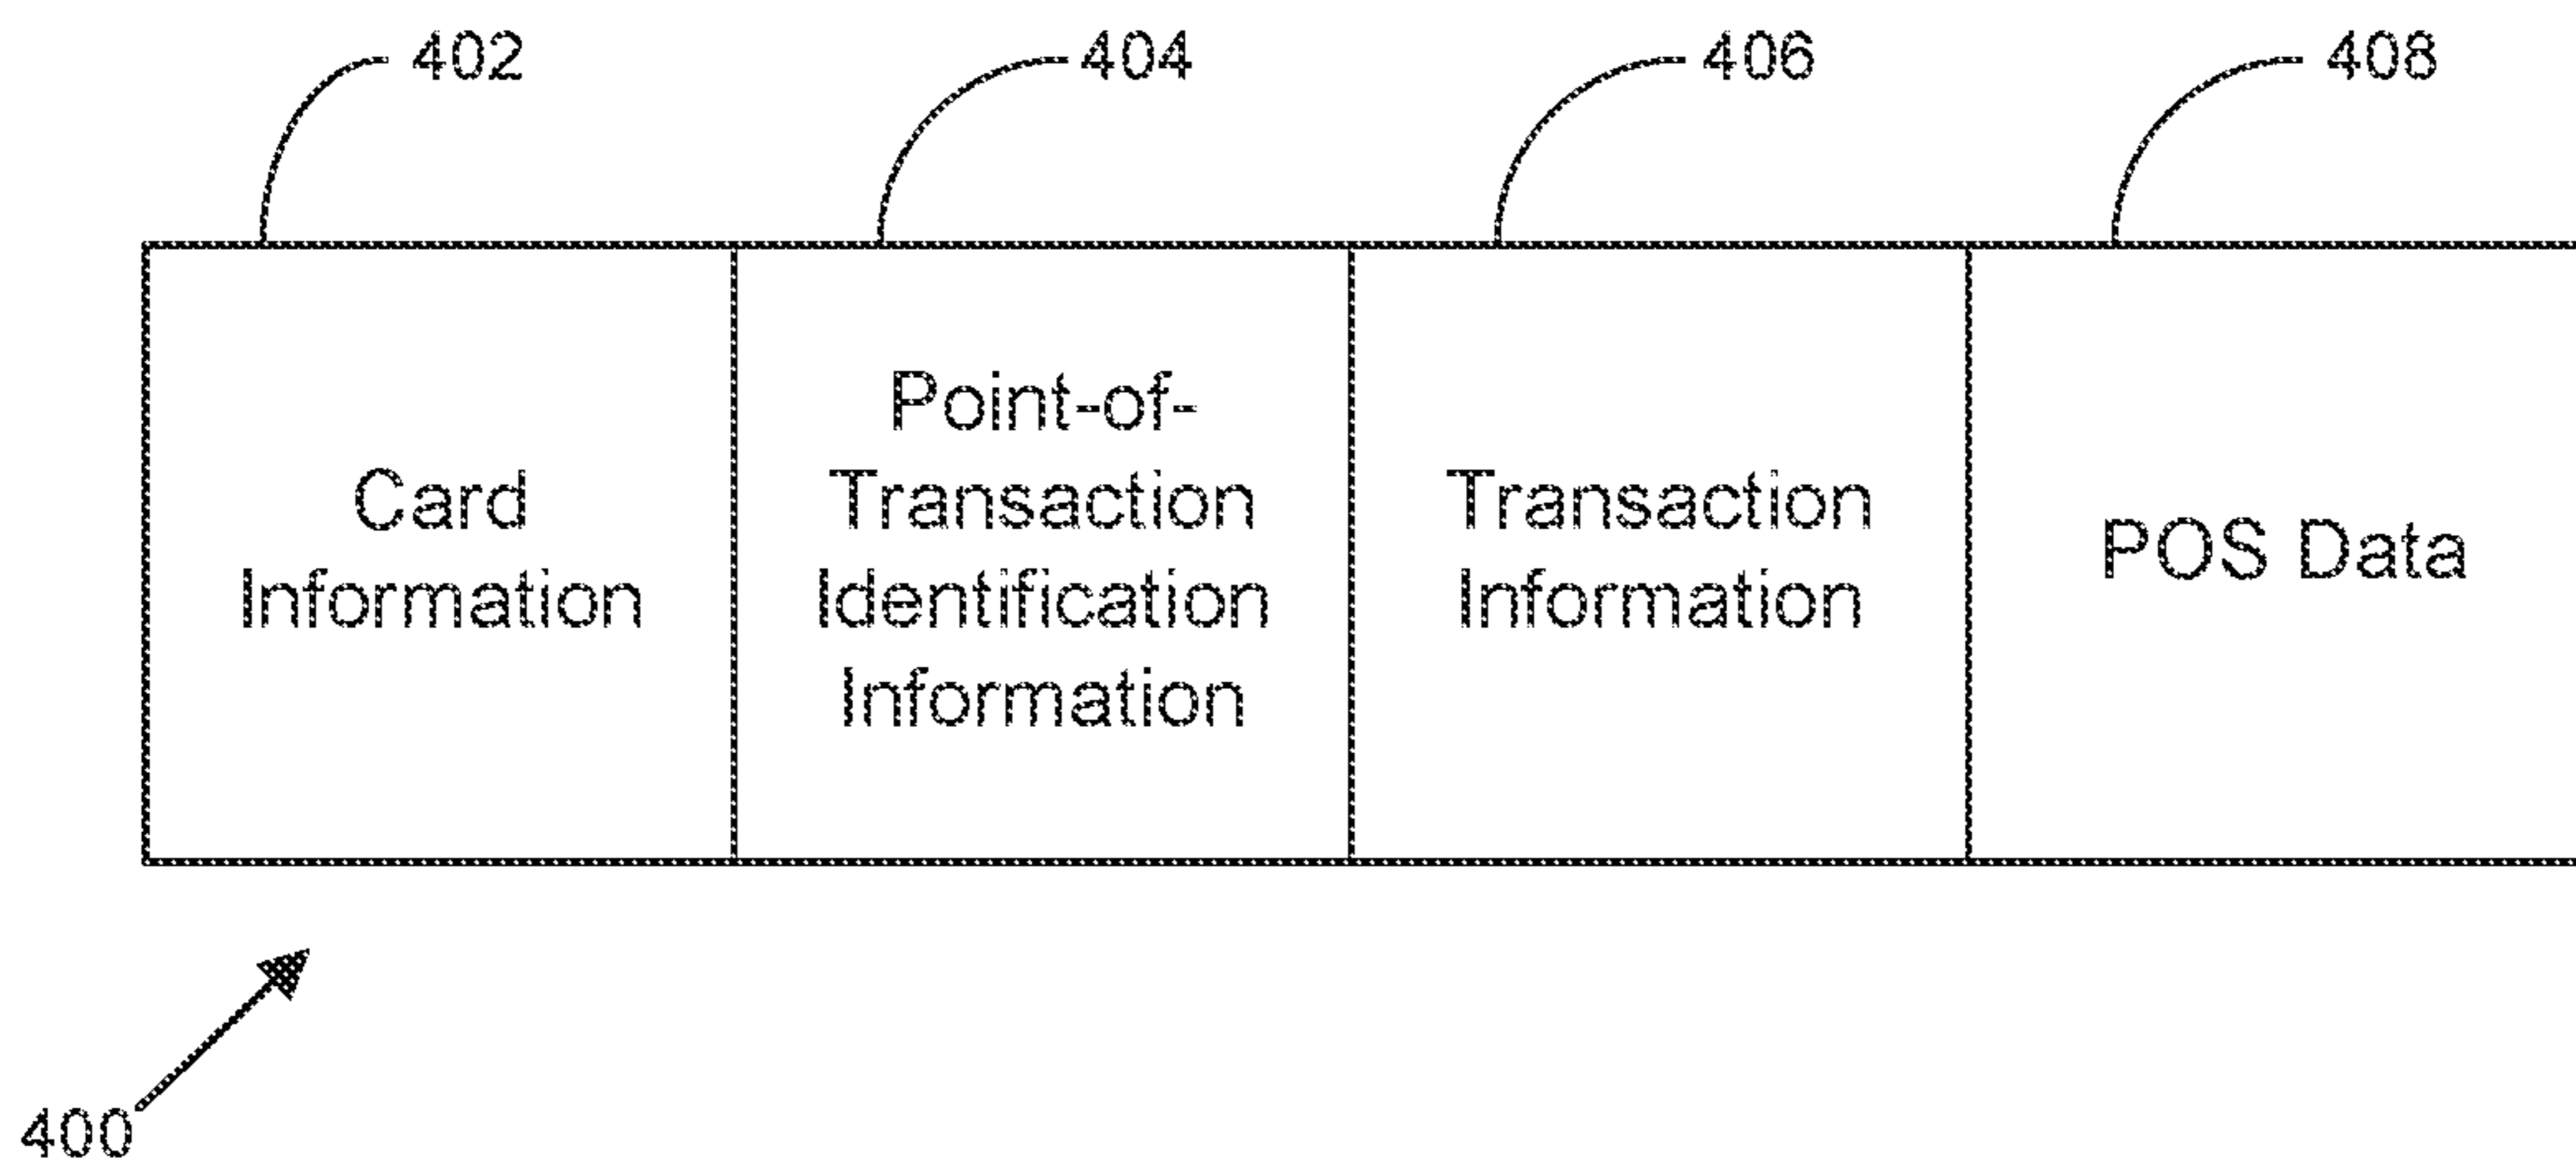 402
404
406
408
Card
Information
Point-of-
Transaction
Identification
Information
Transaction
Information
POS Data
400